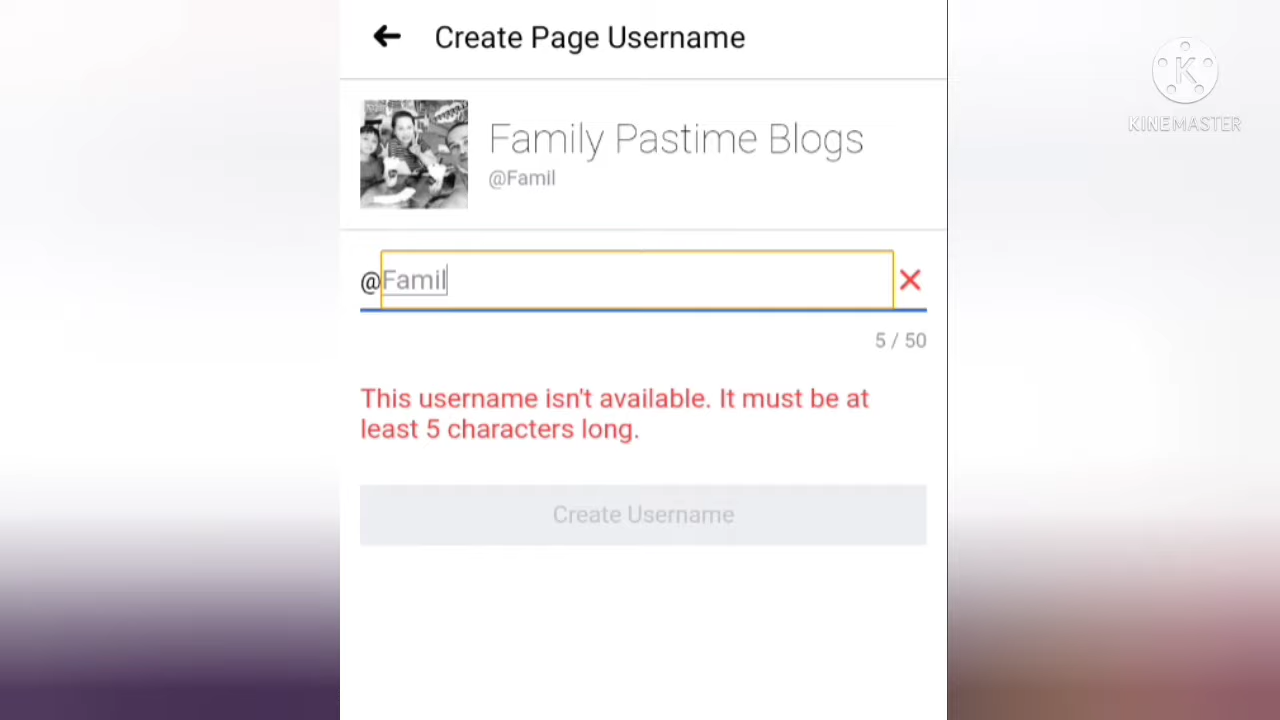 Create Page Username
Family Pastime Blogs
@Famil
@Famil
5 / 50
This username isn't available. It must be at
least 5 characters long.
Create Username
K
KINEMASTER